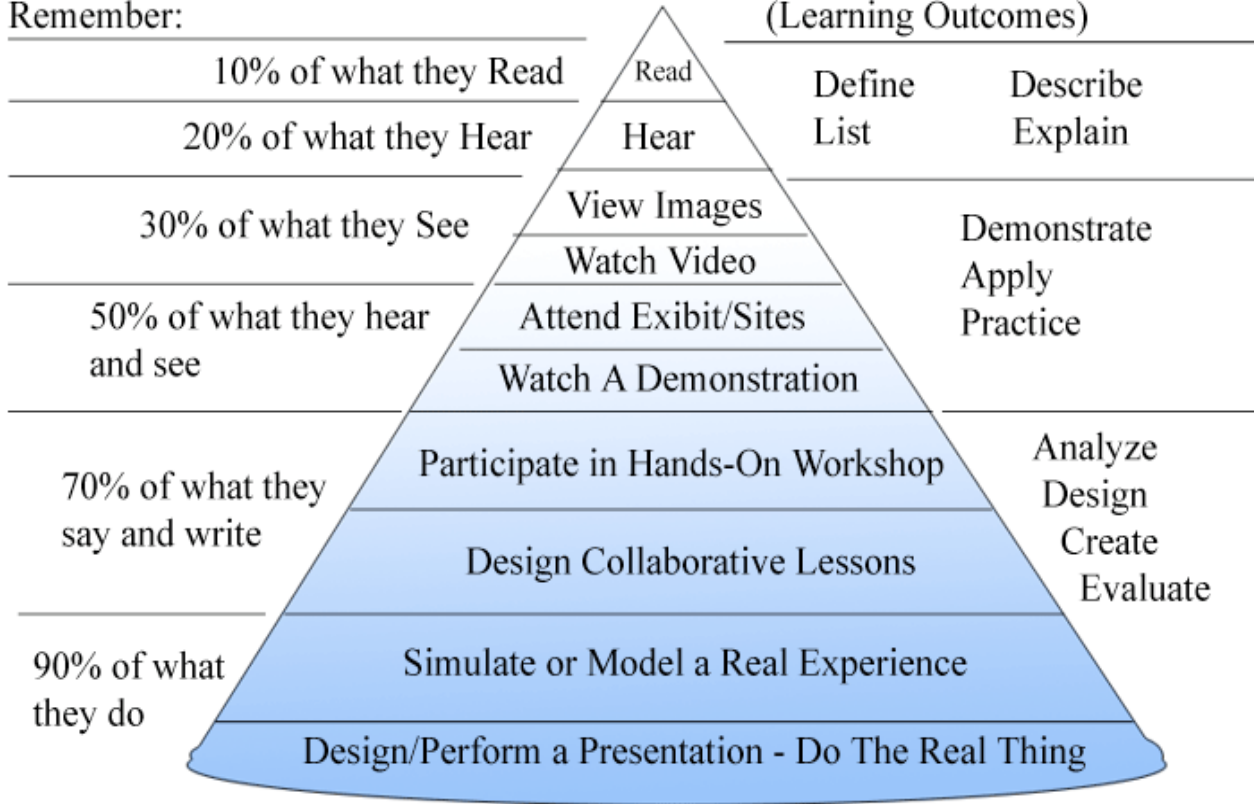 Remember:
(Learning Outcomes)
10% of what they Read
Read
Define
Describe
20% of what they Hear
Hear
List
Explain
30% of what they See
View Images
Watch Video
Demonstrate
Apply
Practice
50% of what they hear
and see
Attend Exibit/Sites
Watch A Demonstration
70% of what they
say and write
Participate in Hands-On Workshop
Design Collaborative Lessons
Analyze
Design
Create
Evaluate
90% of what
they do
Simulate or Model a Real Experience
Design/Perform a Presentation - Do The Real Thing